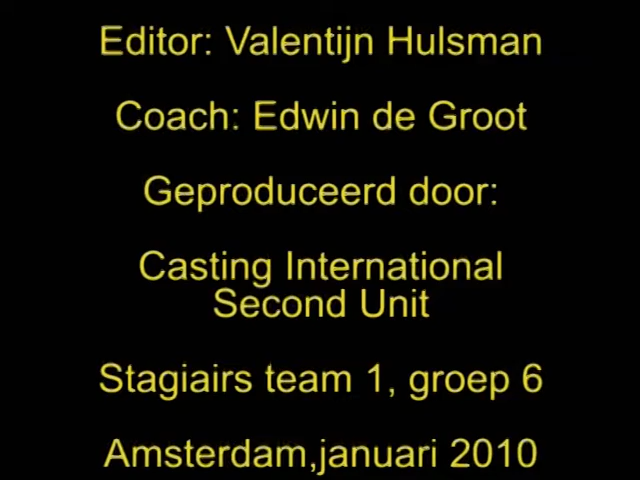 Editor: Valentijn Hulsman
Coach: Edwin de Groot
Geproduceerd door:
Casting International
Second Unit
Stagiairs team 1, groep 6
Amsterdam,januari 2010